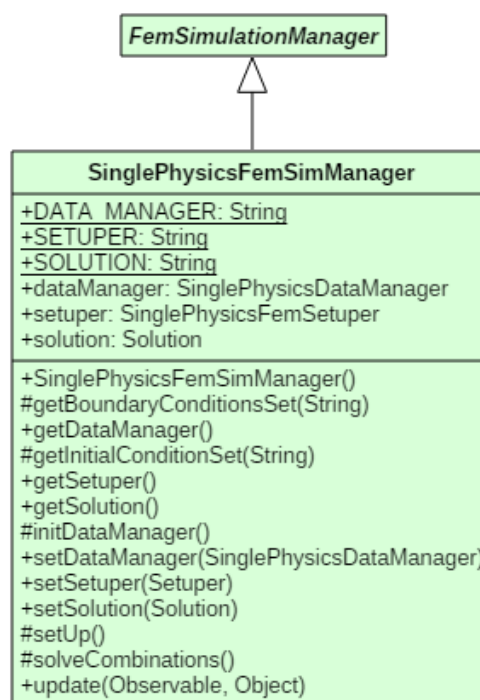 FemSimulationManager
SinglePhysicsFemSimManager
+DATA_MANAGER: String
+SETUPER: String
+SOLUTION: String
+dataManager: SinglePhysicsDataManager
+setuper: SinglePhysicsFemSetuper
+solution: Solution
+SinglePhysicsFemSimManager()
#getBoundaryConditionsSet(String)
+getDataManager()
#getInitialConditionSet(String)
+getSetuper()
+getSolution()
#initDataManager()
+setDataManager(SinglePhysicsDataManager)
+setSetuper(Setuper)
+setSolution(Solution)
#setUp()
#solveCombinations()
+update(Observable, Object)